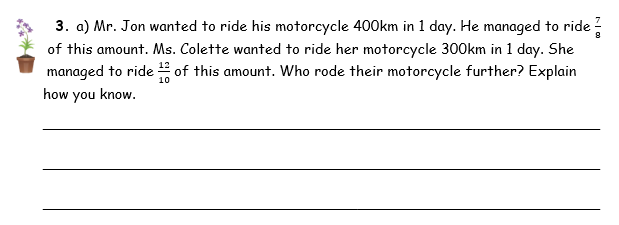 3. a) Mr. Jon wanted to ride his motorcycle 400km in 1 day. He managed to ride 7/8
of this amount. Ms. Colette wanted to ride her motorcycle 300km in 1 day. She
managed to ride 12/10 of this amount. Who rode their motorcycle further? Explain
how you know.